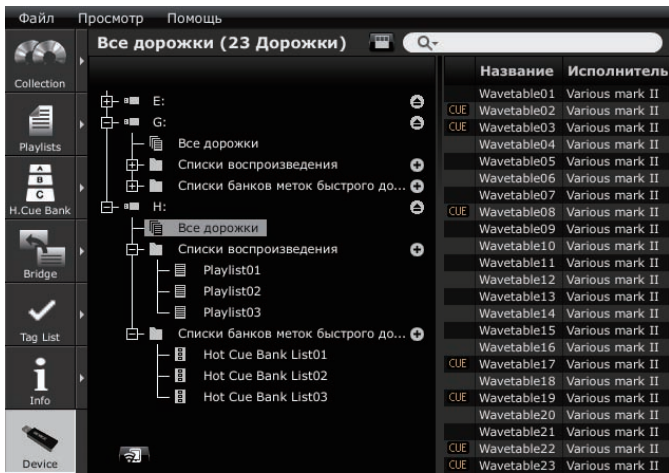 Файл Просмотр Помощь
Collection
Playlists
A
B
C
H.Cue Bank
Bridge
Tag List
i
Info
Device
Все дорожки (23 Дорожки)
E:
G:
Все дорожки
Списки воспроизведения
Списки банков меток быстрого до...
H:
Все дорожки
Списки воспроизведения
Playlist01
Playlist02
Playlist03
Списки банков меток быстрого до...
Hot Cue Bank List01
Hot Cue Bank List02
Hot Cue Bank List03
Название Исполнитель
Wavetable01 Various mark II
CUE Wavetable02 Various mark II
CUE Wavetable03 Various mark II
Wavetable04 Various mark II
Wavetable05 Various mark II
Wavetable06 Various mark II
Wavetable07 Various mark II
CUE Wavetable08 Various mark II
Wavetable09 Various mark II
Wavetable10 Various mark II
Wavetable11 Various mark II
Wavetable12 Various mark II
Wavetable13 Various mark II
Wavetable14 Various mark II
Wavetable15 Various mark II
Wavetable16 Various mark II
CUE Wavetable17 Various mark II
Wavetable18 Various mark II
CUE Wavetable19 Various mark II
Wavetable20 Various mark II
Wavetable21 Various mark II
CUE Wavetable22 Various mark II
CUE Wavetable23 Various mark II